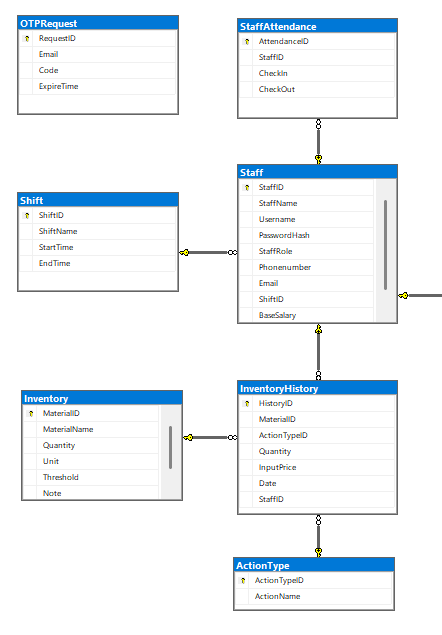 OTPRequest
RequestID
Email
Code
ExpireTime
StaffAttendance
AttendanceID
StaffID
CheckIn
CheckOut
Shift
ShiftID
ShiftName
StartTime
EndTime
Staff
StaffID
StaffName
Username
PasswordHash
StaffRole
Phonenumber
Email
ShiftID
BaseSalary
Inventory
MaterialID
MaterialName
Quantity
Unit
Threshold
Note
InventoryHistory
HistoryID
MaterialID
ActionTypeID
Quantity
InputPrice
Date
StaffID
ActionType
ActionTypeID
ActionName